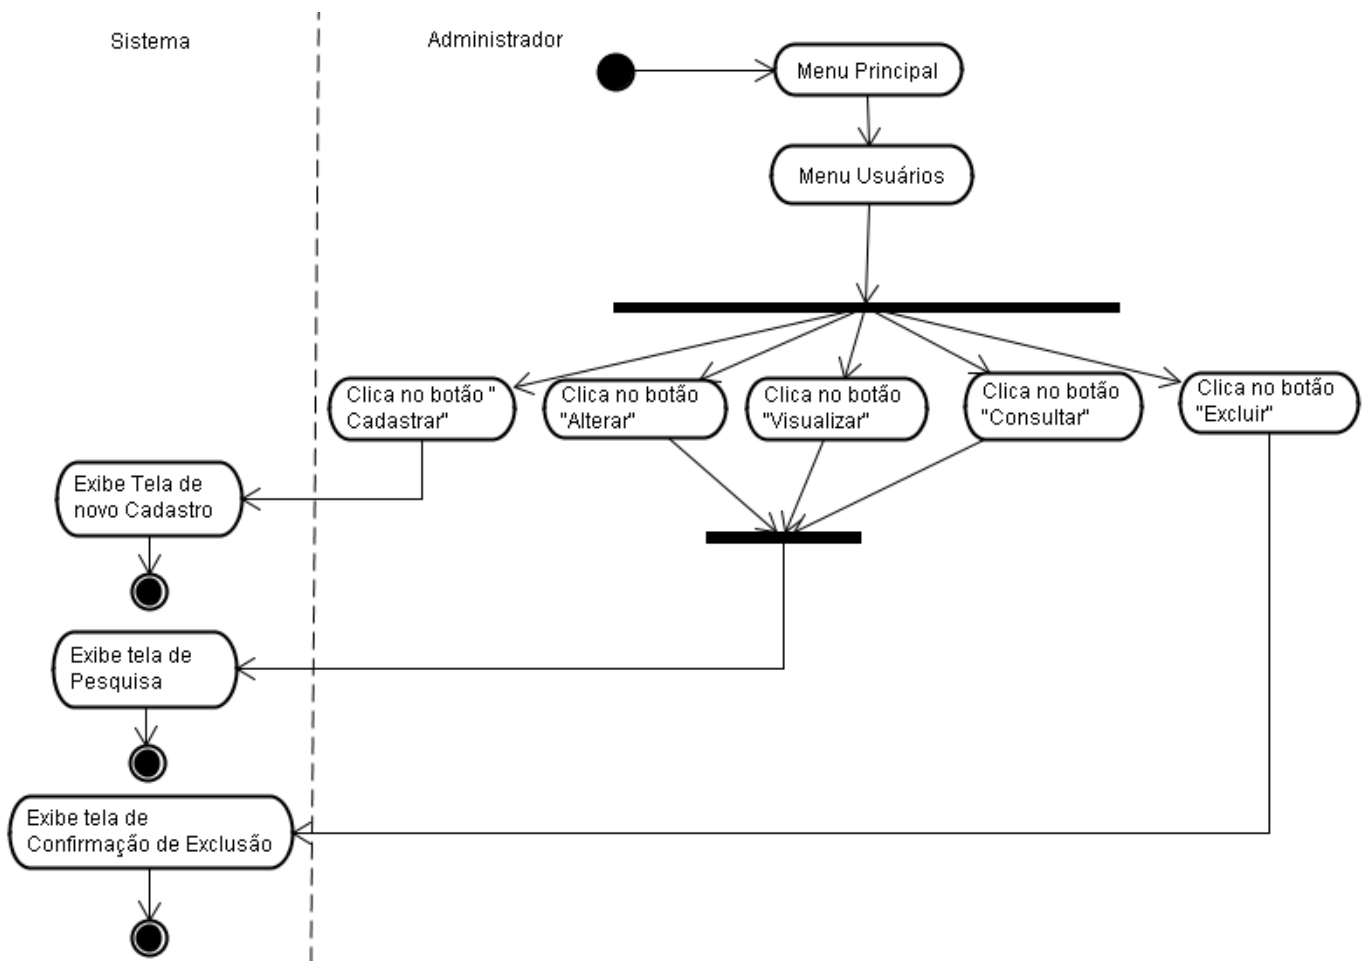 Sistema
Administrador
Menu Principal
Menu Usuários
Clica no botão "
Cadastrar"
Clica no botão
"Alterar"
Clica no botão
"Visualizar"
Clica no botão
"Consultar"
Clica no botão
"Excluir"
Exibe Tela de
novo Cadastro
Exibe tela de
Pesquisa
Exibe tela de
Confirmação de Exclusão